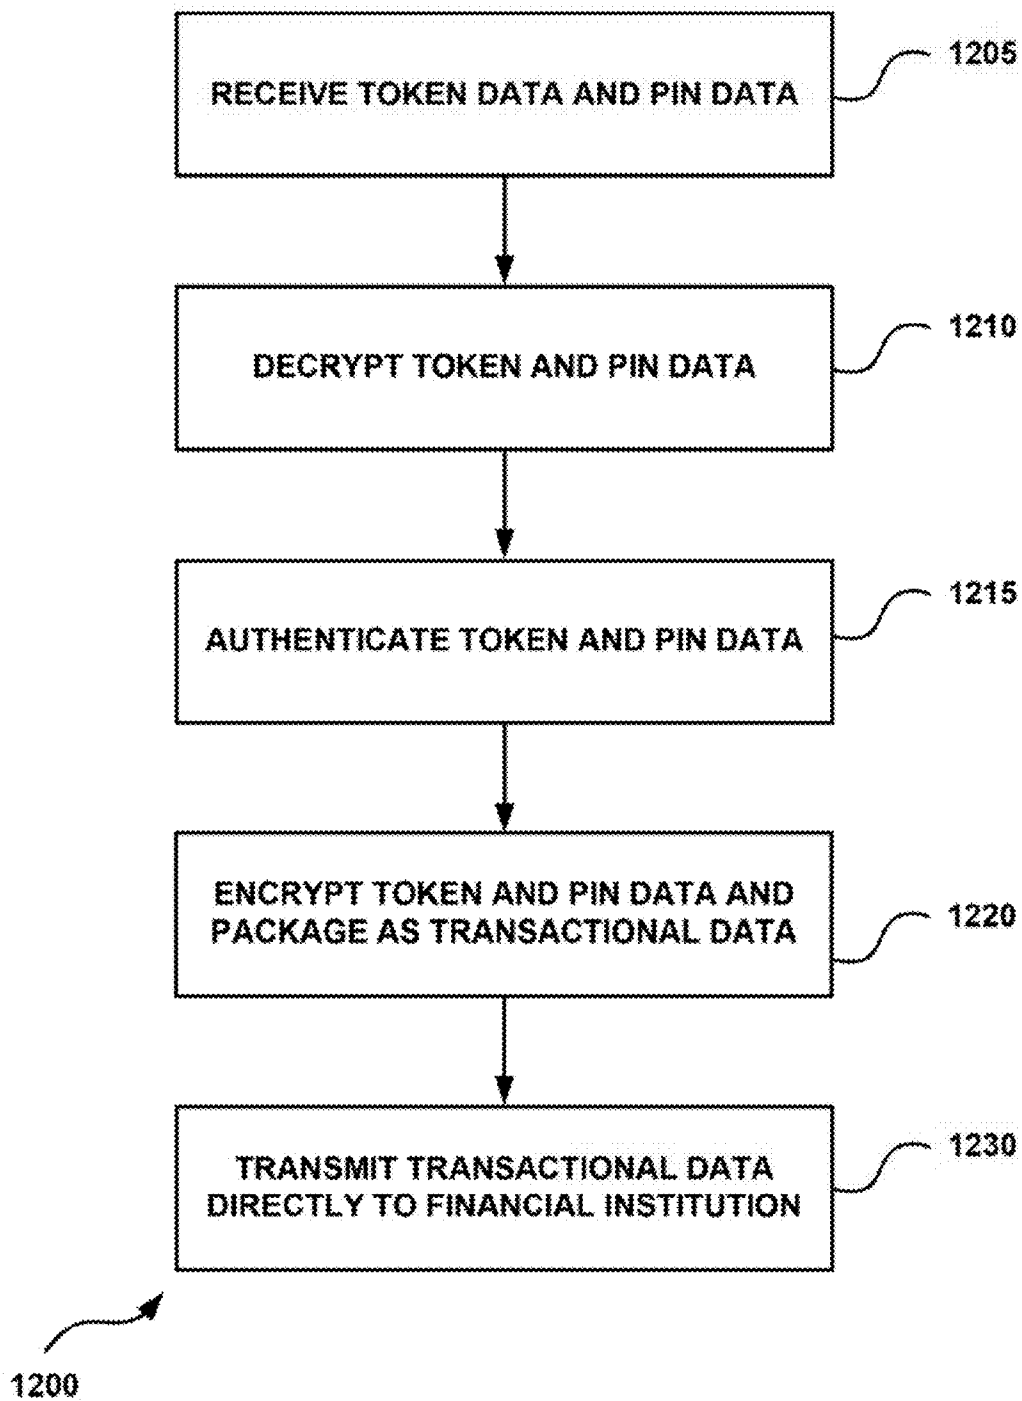 RECEIVE TOKEN DATA AND PIN DATA
1205
DECRYPT TOKEN AND PIN DATA
1210
AUTHENTICATE TOKEN AND PIN DATA
1215
ENCRYPT TOKEN AND PIN DATA AND
PACKAGE AS TRANSACTIONAL DATA
1220
TRANSMIT TRANSACTIONAL DATA
DIRECTLY TO FINANCIAL INSTITUTION
1230
1200